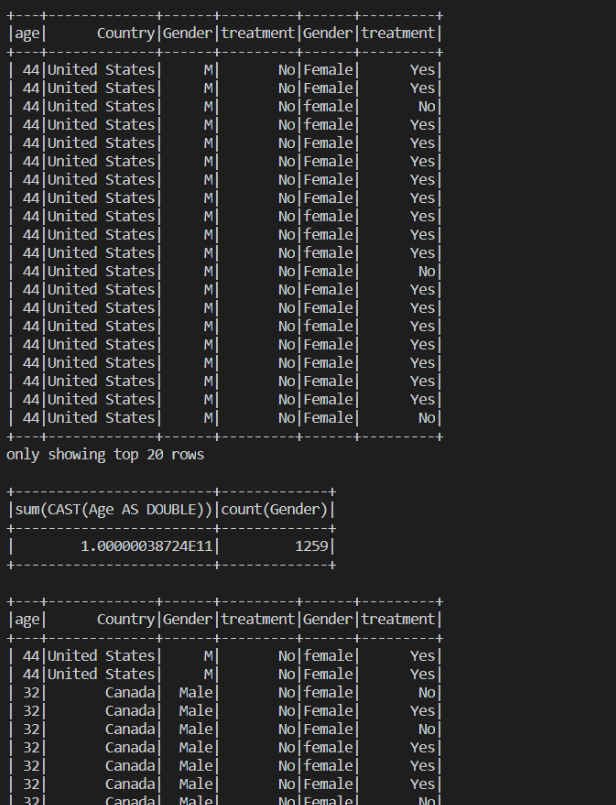 +---+-------------+------+---------+------+---------+
|age|      Country|Gender|treatment|Gender|treatment|
+---+-------------+------+---------+------+---------+
| 44|United States|     M|       No|Female|      Yes|
| 44|United States|     M|       No|Female|      Yes|
| 44|United States|     M|       No|female|       No|
| 44|United States|     M|       No|female|      Yes|
| 44|United States|     M|       No|Female|      Yes|
| 44|United States|     M|       No|Female|      Yes|
| 44|United States|     M|       No|Female|      Yes|
| 44|United States|     M|       No|Female|      Yes|
| 44|United States|     M|       No|female|      Yes|
| 44|United States|     M|       No|Female|      Yes|
| 44|United States|     M|       No|Female|      Yes|
| 44|United States|     M|       No|Female|       No|
| 44|United States|     M|       No|Female|      Yes|
| 44|United States|     M|       No|Female|      Yes|
| 44|United States|     M|       No|female|      Yes|
| 44|United States|     M|       No|Female|      Yes|
| 44|United States|     M|       No|Female|      Yes|
| 44|United States|     M|       No|Female|      Yes|
| 44|United States|     M|       No|Female|      Yes|
| 44|United States|     M|       No|Female|       No|
+---+-------------+------+---------+------+---------+
only showing top 20 rows
+-----------------------+-------------+
|sum(CAST(Age AS DOUBLE))|count(Gender)|
+-----------------------+-------------+
|        1.00000038724E11|         1259|
+-----------------------+-------------+
+---+-------------+------+---------+------+---------+
|age|      Country|Gender|treatment|Gender|treatment|
+---+-------------+------+---------+------+---------+
| 44|United States|     M|       No|female|      Yes|
| 44|United States|     M|       No|Female|      Yes|
| 32|       Canada|  Male|       No|Female|       No|
| 32|       Canada|  Male|       No|Female|      Yes|
| 32|       Canada|  Male|       No|Female|       No|
| 32|       Canada|  Male|       No|female|      Yes|
| 32|       Canada|  Male|       No|Female|      Yes|
| 32|       Canada|  Male|       No|Female|      Yes|
| 32|       Canada|  Male|       No|Female|       No|